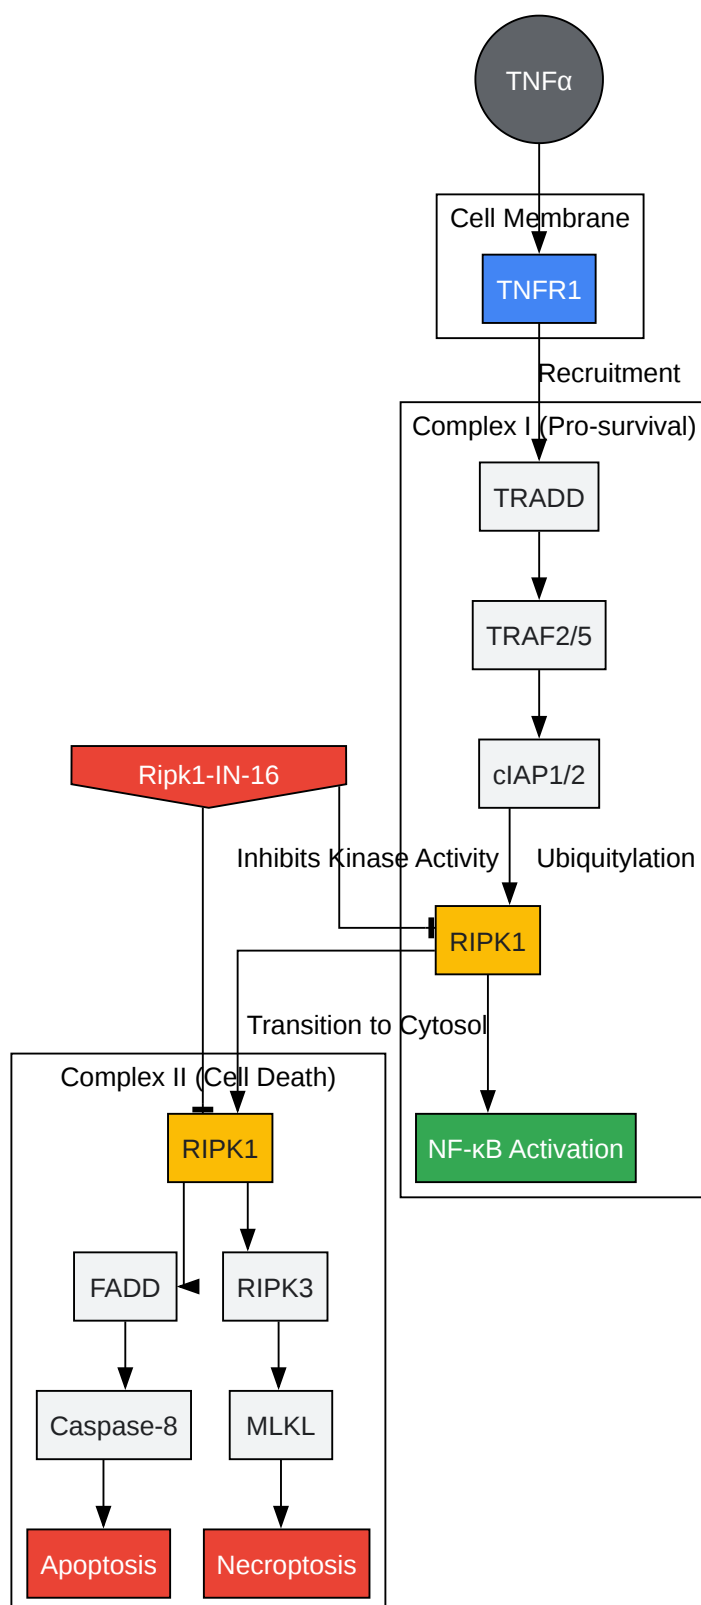 TNFα
Cell Membrane
TNFR1
Recruitment
Complex I (Pro-survival)
TRADD
TRAF2/5
cIAP1/2
Ripk1-IN-16
Inhibits Kinase Activity
Ubiquitylation
RIPK1
Transition to Cytosol
Complex II (Cell Death)
RIPK1
NF-κB Activation
FADD
RIPK3
Caspase-8
MLKL
Apoptosis
Necroptosis